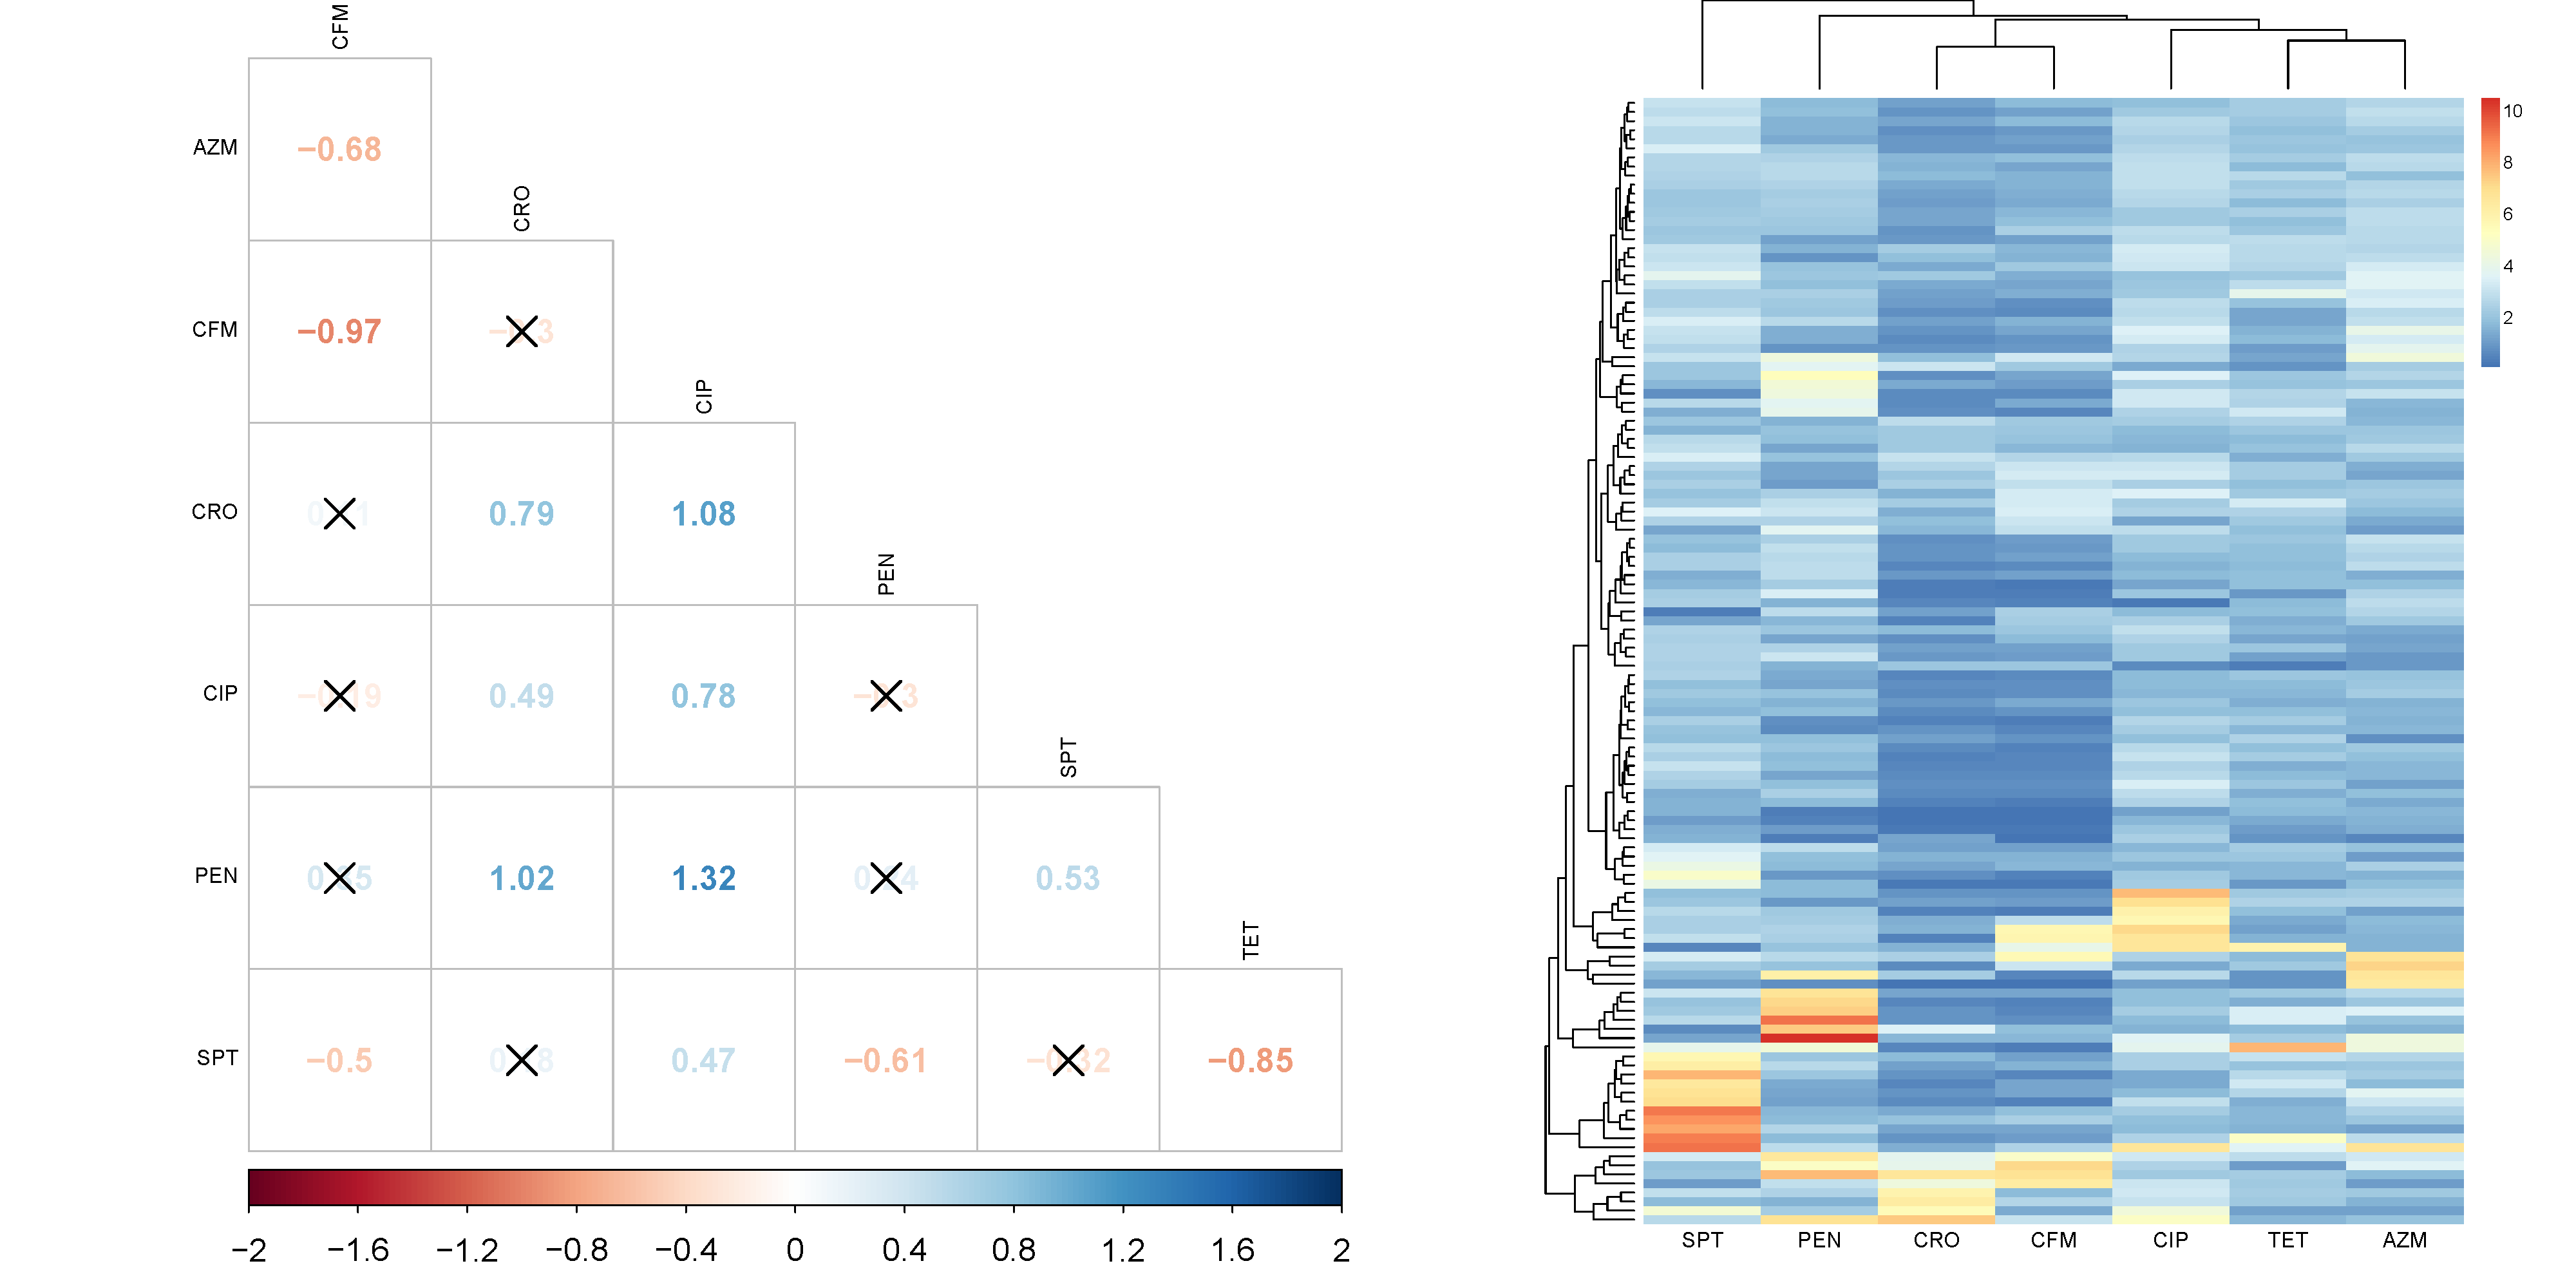 CFM
AZM −0.68
CRO
CFM −0.97
CIP
CRO 0.79 1.08
PEN
CIP 0.49 0.78
SPT
PEN 1.02 1.32 0.53
TET
SPT −0.5 0.47 −0.61 −0.85
−2 −1.6 −1.2 −0.8 −0.4 0 0.4 0.8 1.2 1.6 2
10
8
6
4
2
SPT PEN CRO CFM CIP TET AZM